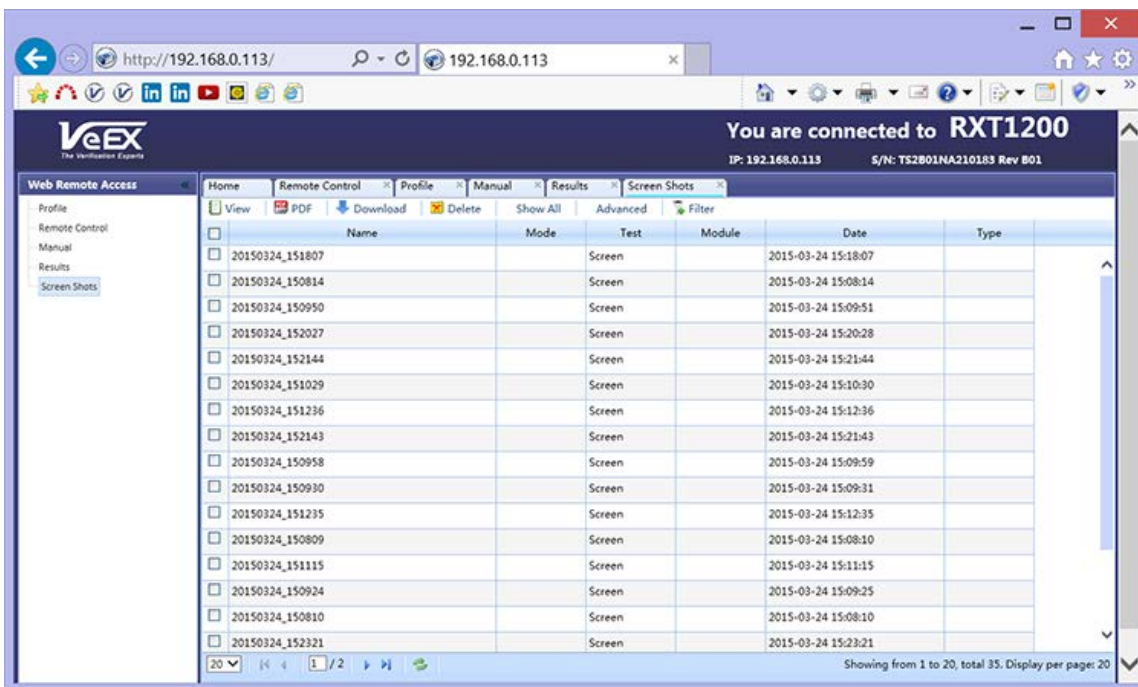 http://192.168.0.113/
192.168.0.113
VeEX
The Verification Experts
You are connected to RXT1200
IP: 192.168.0.113 S/N: TS2B01NA210183 Rev B01
Web Remote Access
Profile
Remote Control
Manual
Results
Screen Shots
Home Remote Control Profile Manual Results Screen Shots
View PDF Download Delete Show All Advanced Filter
Name Mode Test Module Date Type
20150324_151807 Screen 2015-03-24 15:18:07
20150324_150814 Screen 2015-03-24 15:08:14
20150324_150950 Screen 2015-03-24 15:09:51
20150324_152027 Screen 2015-03-24 15:20:28
20150324_152144 Screen 2015-03-24 15:21:44
20150324_151029 Screen 2015-03-24 15:10:30
20150324_151236 Screen 2015-03-24 15:12:36
20150324_152143 Screen 2015-03-24 15:21:43
20150324_150958 Screen 2015-03-24 15:09:59
20150324_150930 Screen 2015-03-24 15:09:31
20150324_151235 Screen 2015-03-24 15:12:35
20150324_150809 Screen 2015-03-24 15:08:10
20150324_151115 Screen 2015-03-24 15:11:15
20150324_150924 Screen 2015-03-24 15:09:25
20150324_150810 Screen 2015-03-24 15:08:10
20150324_152321 Screen 2015-03-24 15:23:21
20 1 / 2 Showing from 1 to 20, total 35. Display per page: 20